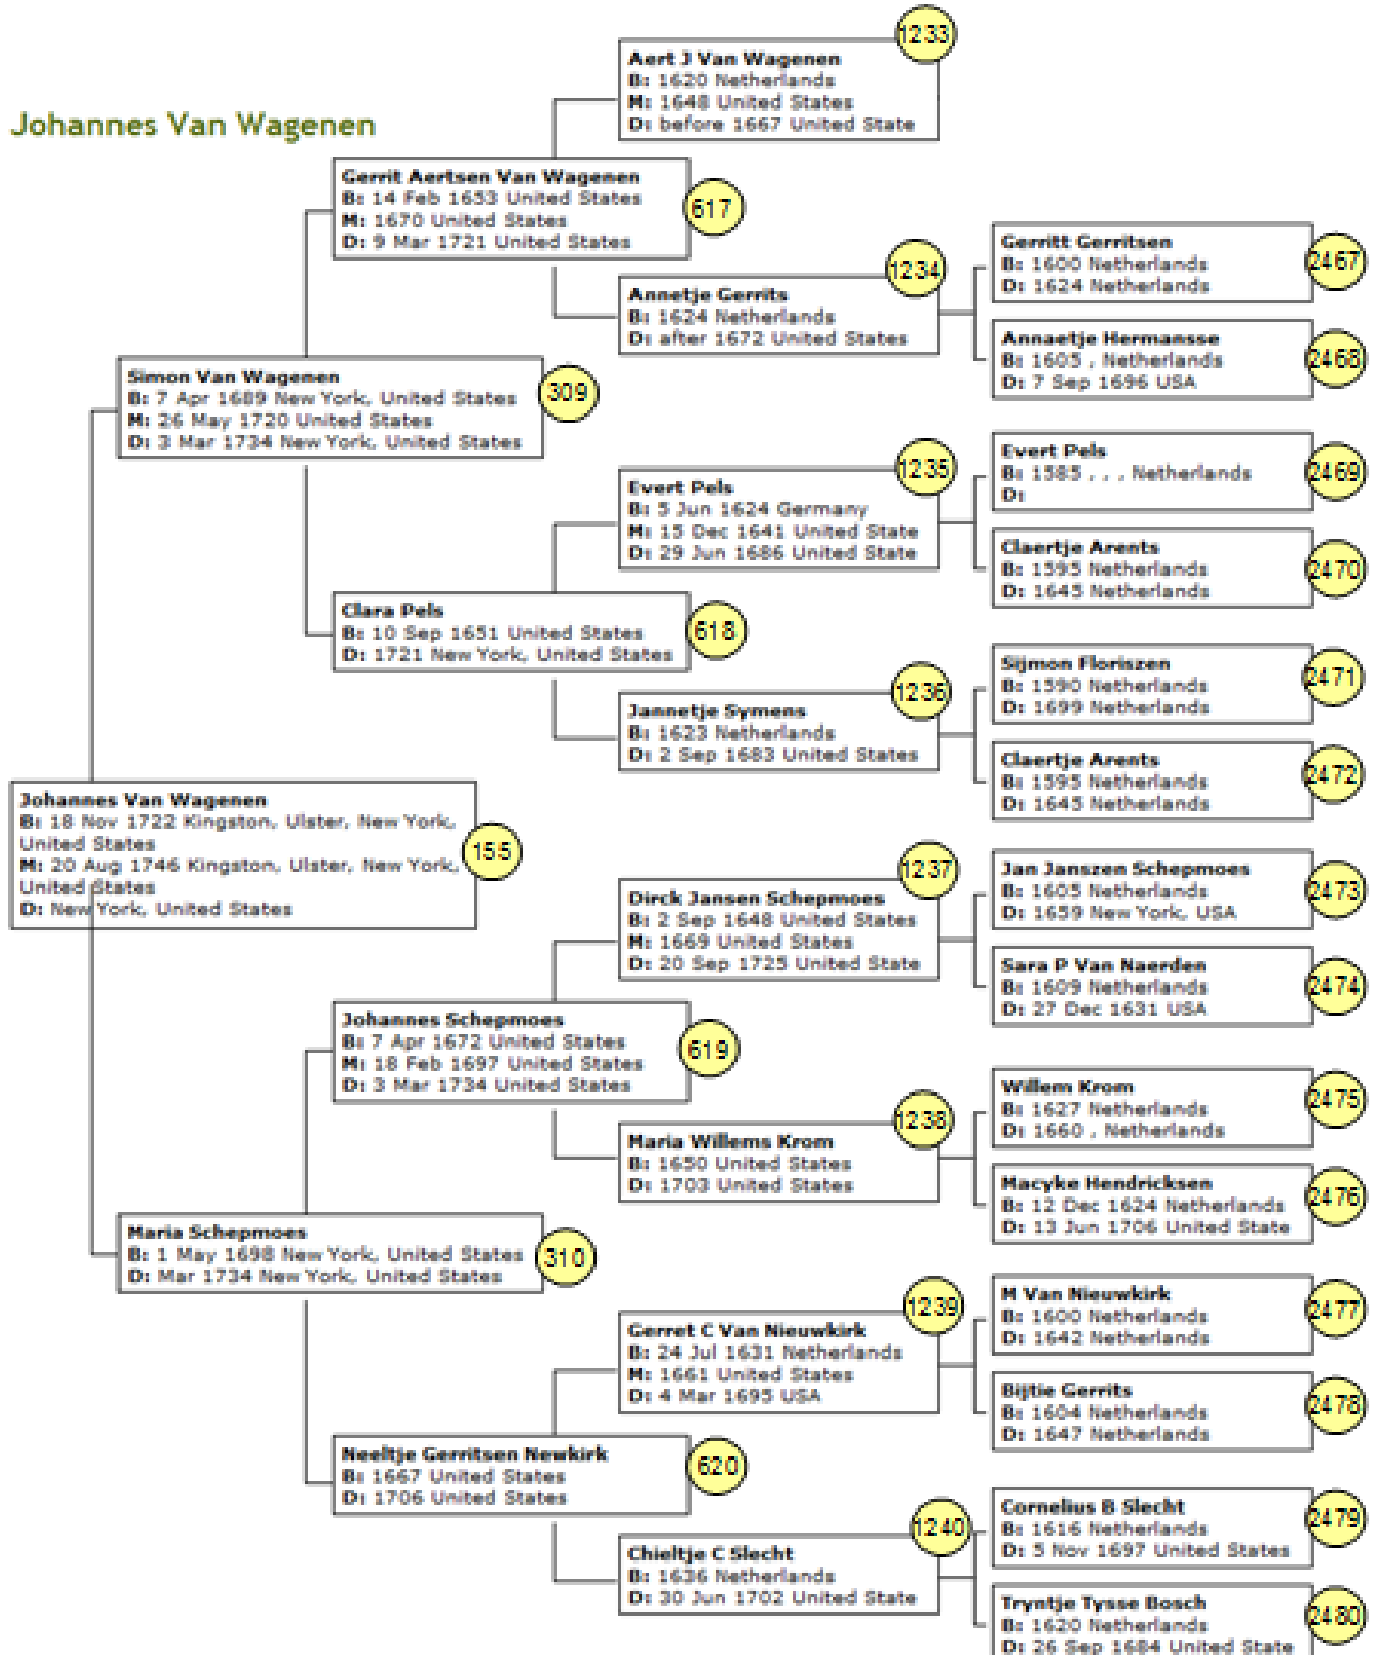 Johannes Van Wagenen
1233
Aert J Van Wagenen
B: 1620 Netherlands
M: 1648 United States
D: before 1667 United State
Gerrit Aertsen Van Wagenen
B: 14 Feb 1653 United States
M: 1670 United States
D: 9 Mar 1721 United States
617
1234
Annetje Gerrits
B: 1624 Netherlands
D: after 1672 United States
Gerritt Gerritsen
B: 1600 Netherlands
D: 1624 Netherlands
2467
Annaetje Hermansse
B: 1605 , Netherlands
D: 7 Sep 1696 USA
2468
Simon Van Wagenen
B: 7 Apr 1689 New York, United States
M: 26 May 1720 United States
D: 3 Mar 1734 New York, United States
309
1235
Evert Pels
B: 5 Jun 1624 Germany
M: 15 Dec 1641 United State
D: 29 Jun 1686 United State
Evert Pels
B: 1585 , , , Netherlands
D:
2469
Claertje Arents
B: 1595 Netherlands
D: 1645 Netherlands
2470
Clara Pels
B: 10 Sep 1651 United States
D: 1721 New York, United States
618
1236
Jannetje Symens
B: 1623 Netherlands
D: 2 Sep 1683 United States
Sijmon Floriszen
B: 1590 Netherlands
D: 1699 Netherlands
2471
Claertje Arents
B: 1595 Netherlands
D: 1645 Netherlands
2472
Johannes Van Wagenen
B: 18 Nov 1722 Kingston, Ulster, New York,
United States
M: 20 Aug 1746 Kingston, Ulster, New York,
United States
D: New York, United States
155
1237
Dirck Jansen Schepmoes
B: 2 Sep 1648 United States
M: 1669 United States
D: 20 Sep 1725 United State
Jan Janszen Schepmoes
B: 1605 Netherlands
D: 1659 New York, USA
2473
Sara P Van Naerden
B: 1609 Netherlands
D: 27 Dec 1631 USA
2474
Johannes Schepmoes
B: 7 Apr 1672 United States
M: 18 Feb 1697 United States
D: 3 Mar 1734 United States
619
1238
Maria Willems Krom
B: 1650 United States
D: 1703 United States
Willem Krom
B: 1627 Netherlands
D: 1660 , Netherlands
2475
Macyke Hendricksen
B: 12 Dec 1624 Netherlands
D: 13 Jun 1706 United State
2476
Maria Schepmoes
B: 1 May 1698 New York, United States
D: Mar 1734 New York, United States
310
1239
Gerret C Van Nieuwkirk
B: 24 Jul 1631 Netherlands
M: 1661 United States
D: 4 Mar 1695 USA
M Van Nieuwkirk
B: 1600 Netherlands
D: 1642 Netherlands
2477
Bijtie Gerrits
B: 1604 Netherlands
D: 1647 Netherlands
2478
Neeltje Gerritsen Newkirk
B: 1667 United States
D: 1706 United States
620
1240
Chieltje C Slecht
B: 1636 Netherlands
D: 30 Jun 1702 United State
Cornelius B Slecht
B: 1616 Netherlands
D: 5 Nov 1697 United States
2479
Tryntje Tysse Bosch
B: 1620 Netherlands
D: 26 Sep 1684 United State
2480